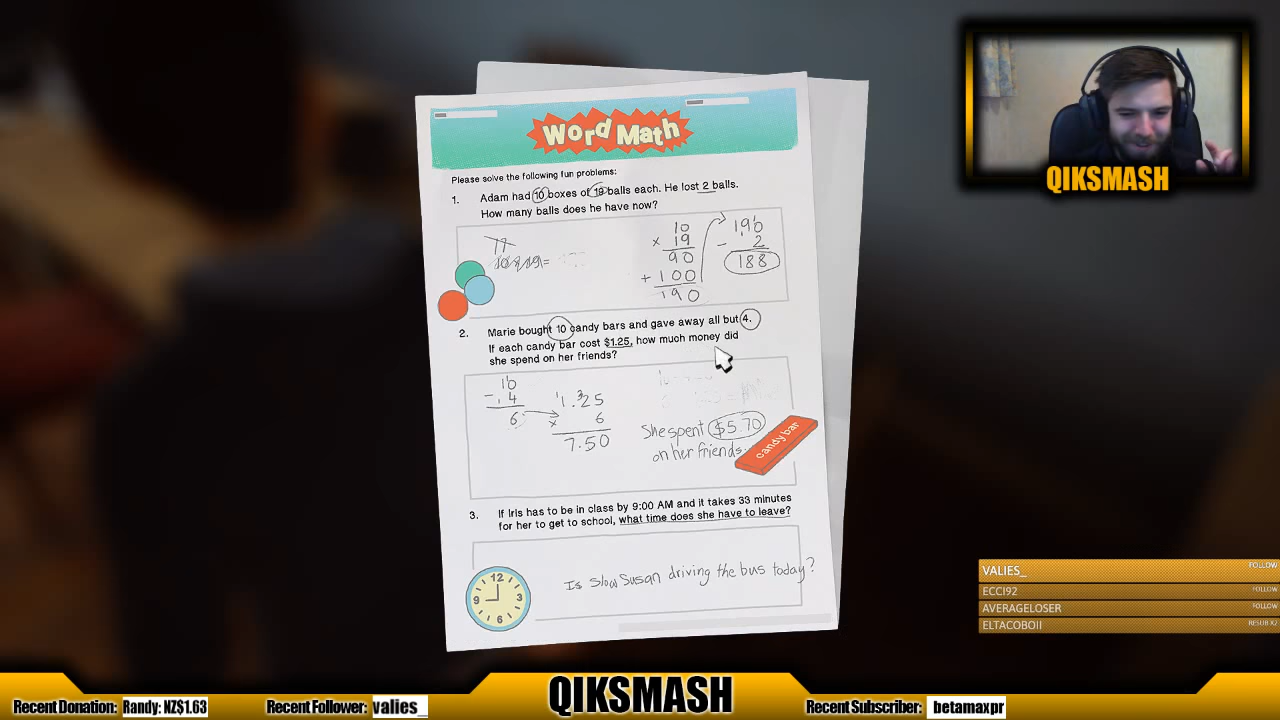 Word Math
Please solve the following fun problems:
1. Adam had 10 boxes of 19 balls each. He lost 2 balls.
How many balls does he have now?
10
x 19
90
+ 100
190
190
- 2
188
2. Marie bought 10 candy bars and gave away all but 4.
If each candy bar cost $1.25, how much money did
she spend on her friends?
10
- 4
6
1.25
x 6
7.50
She spent $5.70
on her friends.
candy bar
3. If Iris has to be in class by 9:00 AM and it takes 33 minutes
for her to get to school, what time does she have to leave?
12
9 3
6
Is Slow Susan driving the bus today?
QIKSMASH
VALIES_ FOLLOW
ECCI92 FOLLOW
AVERAGELOSER FOLLOW
ELTACOBOII RESUB X2
Recent Donation: Randy: NZ$1.63
Recent Follower: valies_
QIKSMASH
Recent Subscriber: betamaxpr